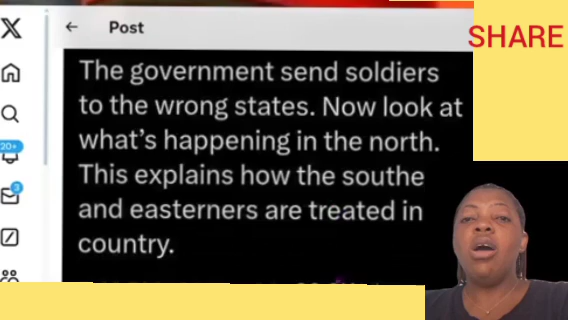 SHARE
Post
The government send soldiers
to the wrong states. Now look at
what's happening in the north.
This explains how the southe
and easterners are treated in
country.
20+
3